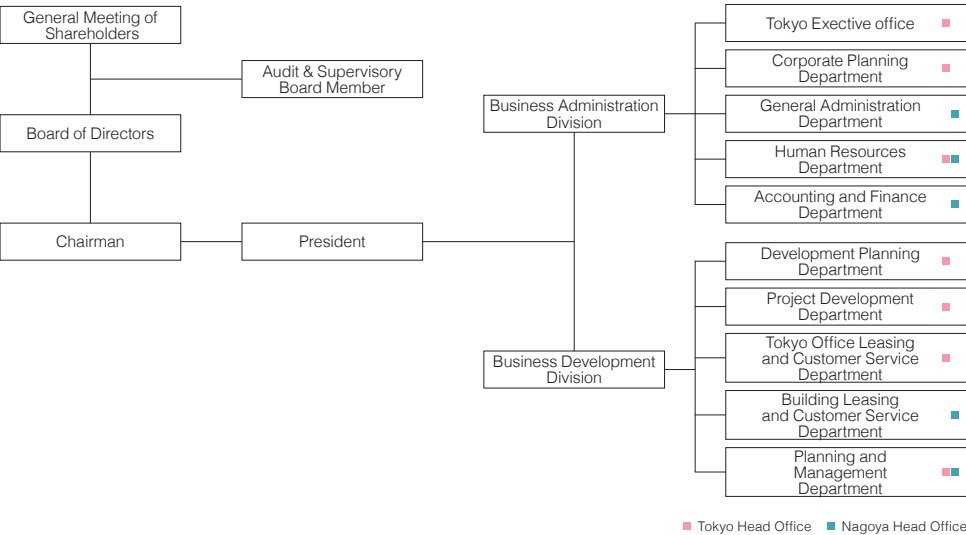 General Meeting of
Shareholders
Audit & Supervisory
Board Member
Board of Directors
Chairman
President
Business Administration
Division
Tokyo Exective office
Corporate Planning
Department
General Administration
Department
Human Resources
Department
Accounting and Finance
Department
Business Development
Division
Development Planning
Department
Project Development
Department
Tokyo Office Leasing
and Customer Service
Department
Building Leasing
and Customer Service
Department
Planning and
Management
Department
Tokyo Head Office
Nagoya Head Office